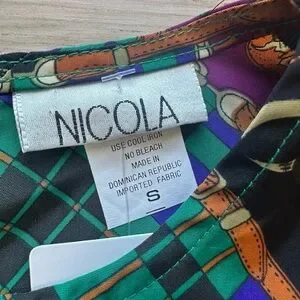 NICOLA
USE COOL IRON
NO BLEACH
MADE IN
DOMINICAN REPUBLIC
IMPORTED FABRIC
S